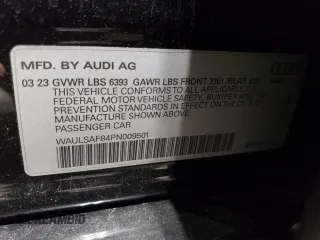 MFD. BY AUDI AG
03 23 GVWR LBS 6393 GAWR LBS FRONT 3361 REAR
THIS VEHICLE CONFORMS TO ALL APPLICABLE
FEDERAL MOTOR VEHICLE SAFETY, BUMPER AND THEFT
PREVENTION STANDARDS IN EFFECT ON THE DATE OF
MANUFACTURE SHOWN ABOVE.
PASSENGER CAR
WAULSAF84PN009501